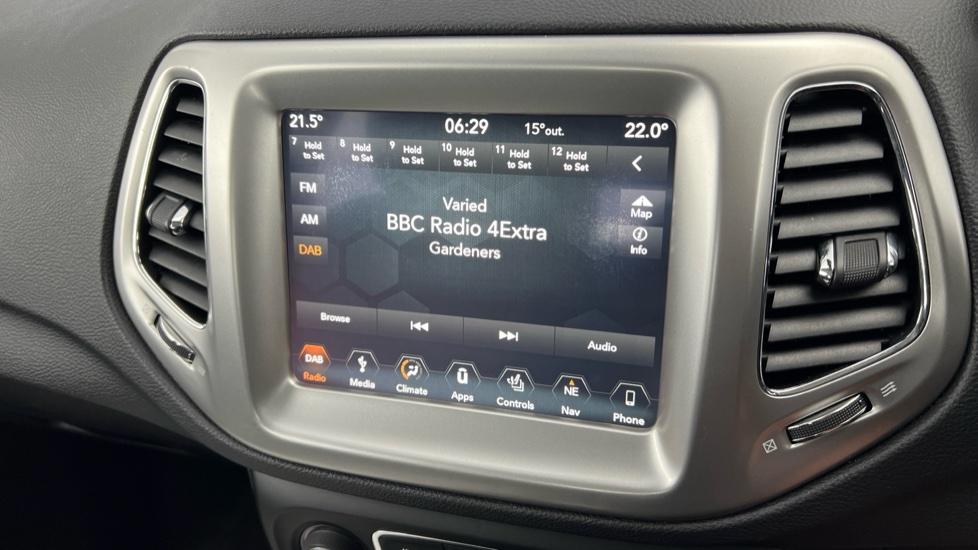 21.5° 06:29 15°out. 22.0°
7 Hold to Set 8 Hold to Set 9 Hold to Set 10 Hold to Set 11 Hold to Set 12 Hold to Set
FM
AM
DAB
Varied
BBC Radio 4Extra
Gardeners
Map
Info
Browse Audio
DAB NE
Radio Media Climate Apps Controls Nav Phone